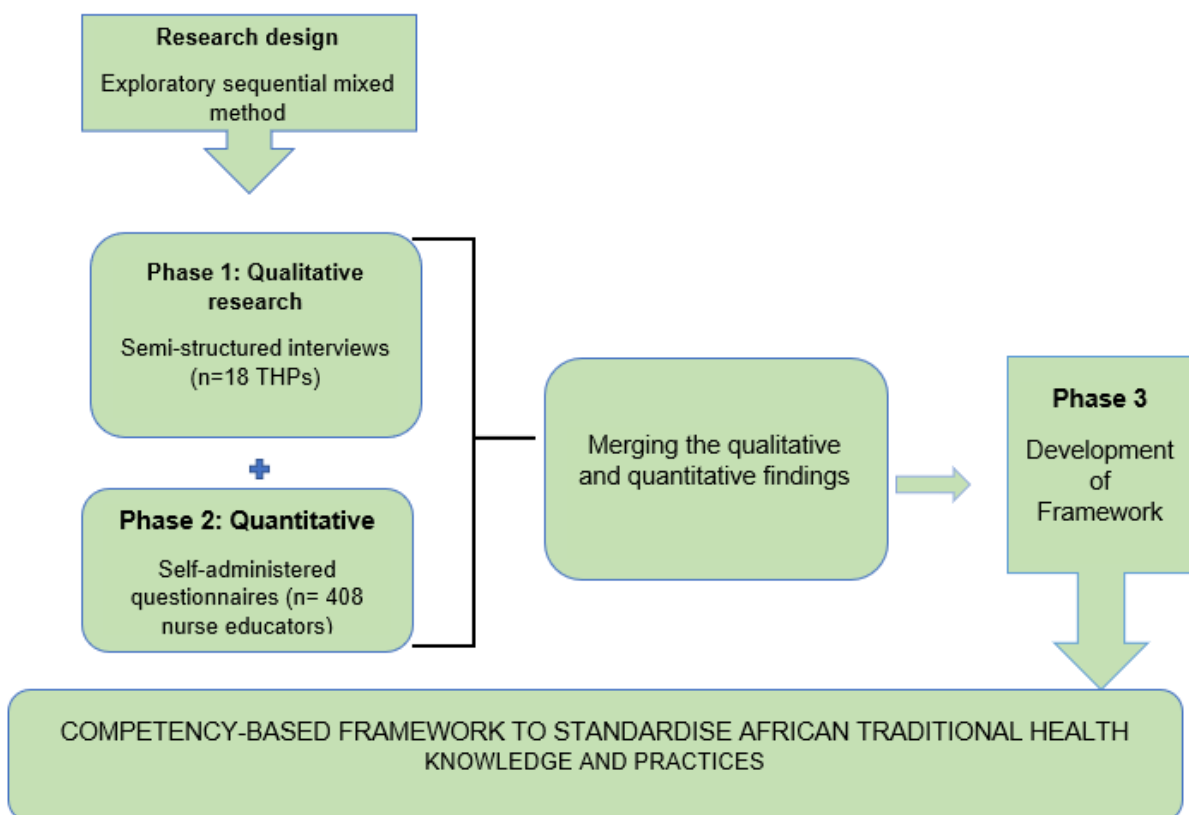 Research design
Exploratory sequential mixed
method
Phase 1: Qualitative
research
Semi-structured interviews
(n=18 THPs)
Phase 2: Quantitative
Self-administered
questionnaires (n= 408
nurse educators)
Merging the qualitative
and quantitative findings
Phase 3
Development
of
Framework
COMPETENCY-BASED FRAMEWORK TO STANDARDISE AFRICAN TRADITIONAL HEALTH
KNOWLEDGE AND PRACTICES